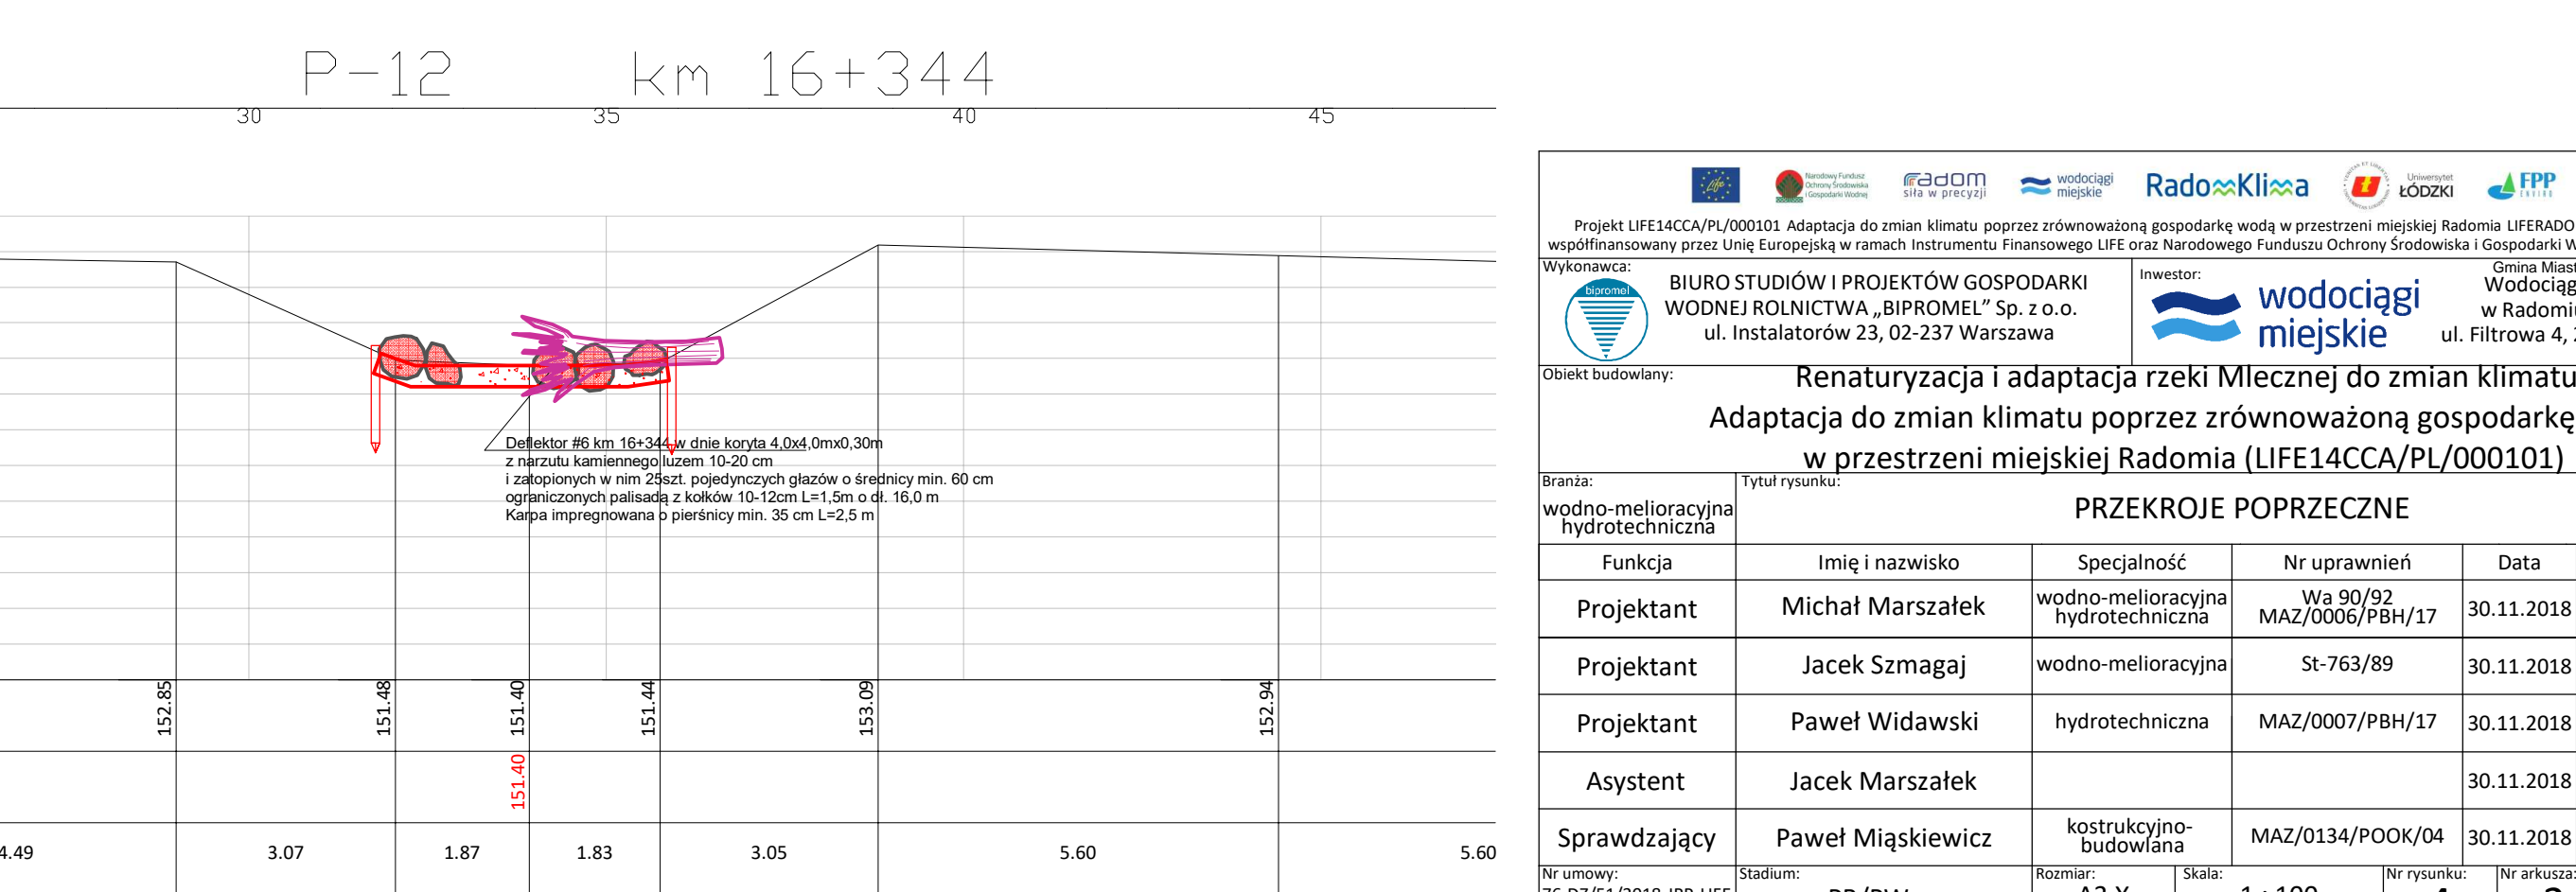 P-12 km 16+344
30 35 40 45
Deflektor #6 km 16+344 w dnie koryta 4,0x4,0mx0,30m
z narzutu kamiennego luzem 10-20 cm
i zatopionych w nim 25szt. pojedynczych głazów o średnicy min. 60 cm
ograniczonych palisadą z kołków 10-12cm L=1,5m o dł. 16,0 m
Karpa impregnowana o pierśnicy min. 35 cm L=2,5 m
152.85 151.48 151.40 151.44 153.09 152.94
151.40
4.49 3.07 1.87 1.83 3.05 5.60 5.60
Life
Narodowy Fundusz
Ochrony Środowiska
i Gospodarki Wodnej
radom
siła w precyzji
wodociągi
miejskie
RadomKlima
Uniwersytet
ŁÓDZKI
FPP
ENVIRO
Projekt LIFE14CCA/PL/000101 Adaptacja do zmian klimatu poprzez zrównoważoną gospodarkę wodą w przestrzeni miejskiej Radomia LIFERADO
współfinansowany przez Unię Europejską w ramach Instrumentu Finansowego LIFE oraz Narodowego Funduszu Ochrony Środowiska i Gospodarki W
Wykonawca:
bipromel
BIURO STUDIÓW I PROJEKTÓW GOSPODARKI
WODNEJ ROLNICTWA „BIPROMEL” Sp. z o.o.
ul. Instalatorów 23, 02-237 Warszawa
Inwestor:
wodociągi
miejskie
Gmina Miast
Wodociąg
w Radomiu
ul. Filtrowa 4, 2
Obiekt budowlany:
Renaturyzacja i adaptacja rzeki Mlecznej do zmian klimatu
Adaptacja do zmian klimatu poprzez zrównoważoną gospodarkę
w przestrzeni miejskiej Radomia (LIFE14CCA/PL/000101)
Branża:
wodno-melioracyjna
hydrotechniczna
Tytuł rysunku:
PRZEKROJE POPRZECZNE
Funkcja Imię i nazwisko Specjalność Nr uprawnień Data
Projektant Michał Marszałek wodno-melioracyjna hydrotechniczna Wa 90/92 MAZ/0006/PBH/17 30.11.2018
Projektant Jacek Szmagaj wodno-melioracyjna St-763/89 30.11.2018
Projektant Paweł Widawski hydrotechniczna MAZ/0007/PBH/17 30.11.2018
Asystent Jacek Marszałek 30.11.2018
Sprawdzający Paweł Miąskiewicz kostrukcyjno-budowlana MAZ/0134/POOK/04 30.11.2018
Nr umowy: Stadium: Rozmiar: Skala: Nr rysunku: Nr arkusza: